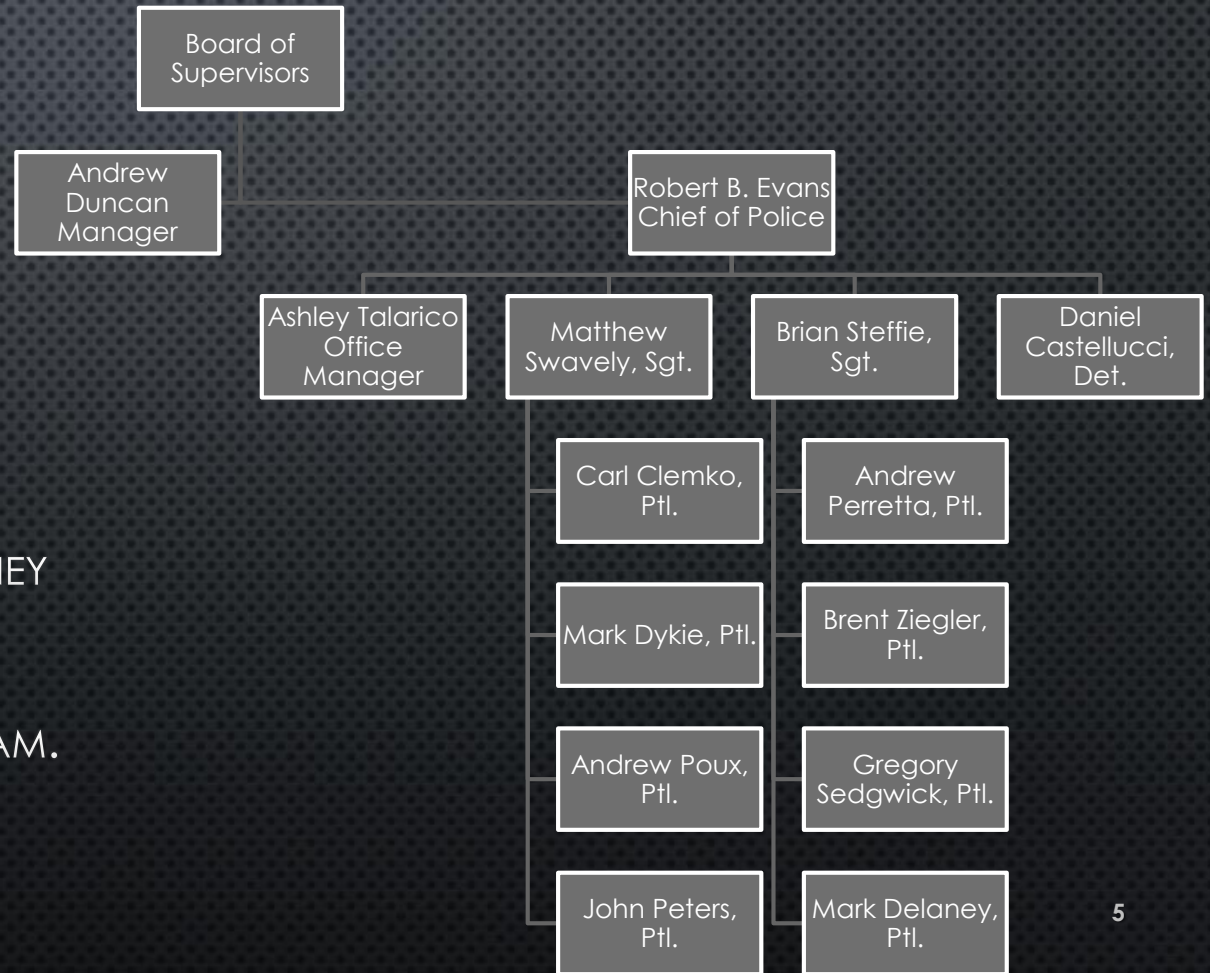 Board of
Supervisors
Andrew
Duncan
Manager
Robert B. Evans
Chief of Police
Ashley Talarico
Office
Manager
Matthew
Swavely, Sgt.
Brian Steffie,
Sgt.
Daniel
Castellucci,
Det.
Carl Clemko,
Ptl.
Mark Dykie, Ptl.
Andrew Poux,
Ptl.
John Peters,
Ptl.
Andrew
Perretta, Ptl.
Brent Ziegler,
Ptl.
Gregory
Sedgwick, Ptl.
Mark Delaney,
Ptl.
HEY
AM.
5